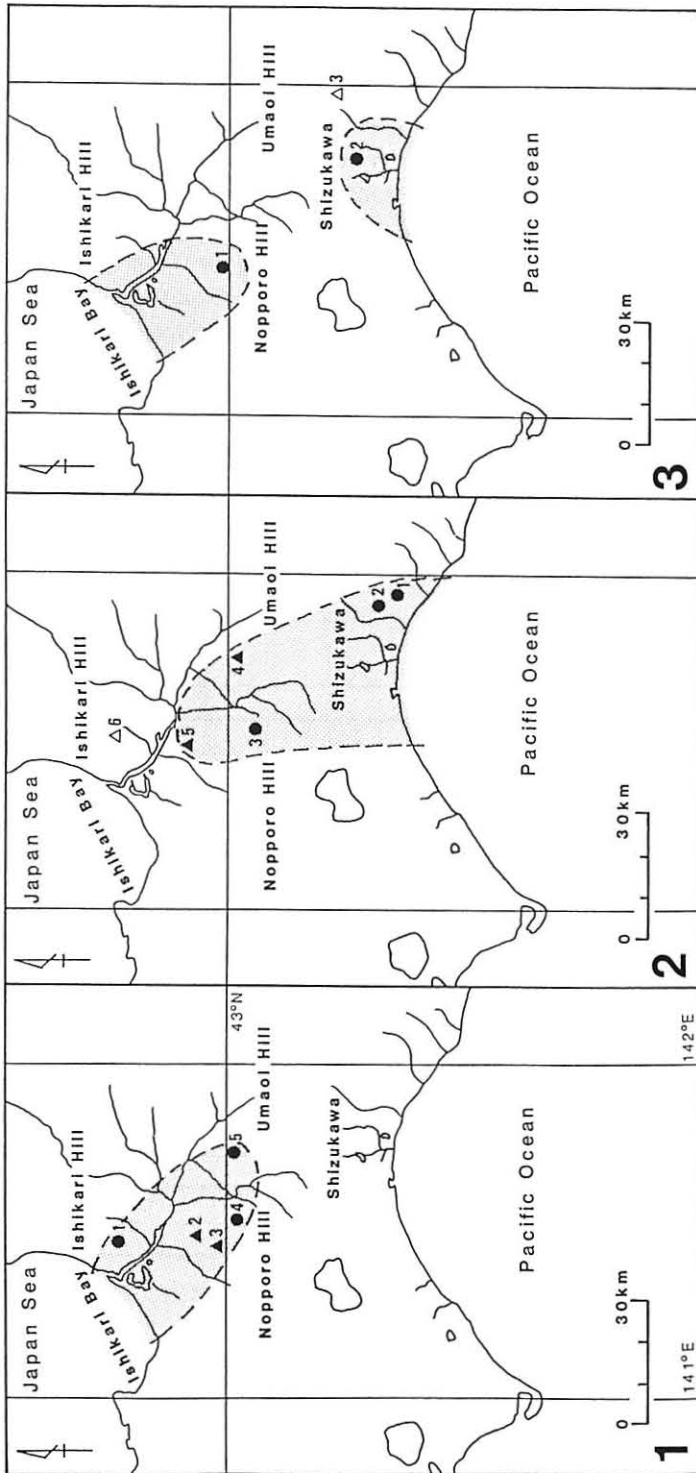 Japan Sea
Ishikari Bay
Ishikari Hill
1
2
3
4
5
43°N
Nopporo Hill
Umaoi Hill
Shizukawa
Pacific Ocean
0 30km
1
141°E 142°E
Japan Sea
Ishikari Bay
Ishikari Hill
6
5
4
3
Nopporo Hill
Umaoi Hill
Shizukawa
2
1
Pacific Ocean
0 30km
2
Japan Sea
Ishikari Bay
Ishikari Hill
1
Nopporo Hill
Umaoi Hill
Shizukawa
3
2
Pacific Ocean
0 30km
3